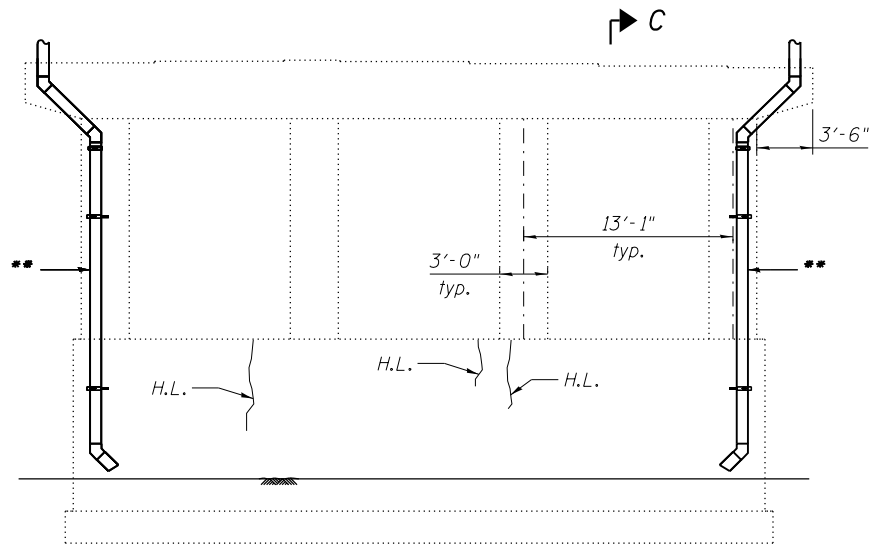 C
3'-6"
13'-1"
typ.
3'-0"
typ.
**
**
H.L.
H.L.
H.L.